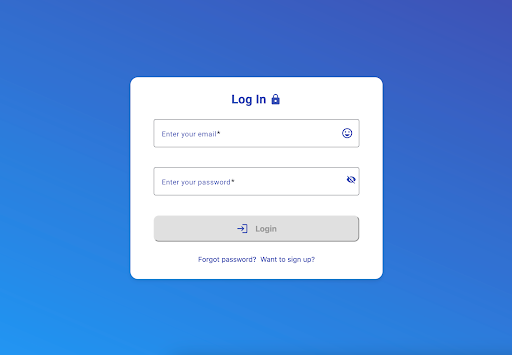 Log In
Enter your email*
Enter your password*
Login
Forgot password? Want to sign up?